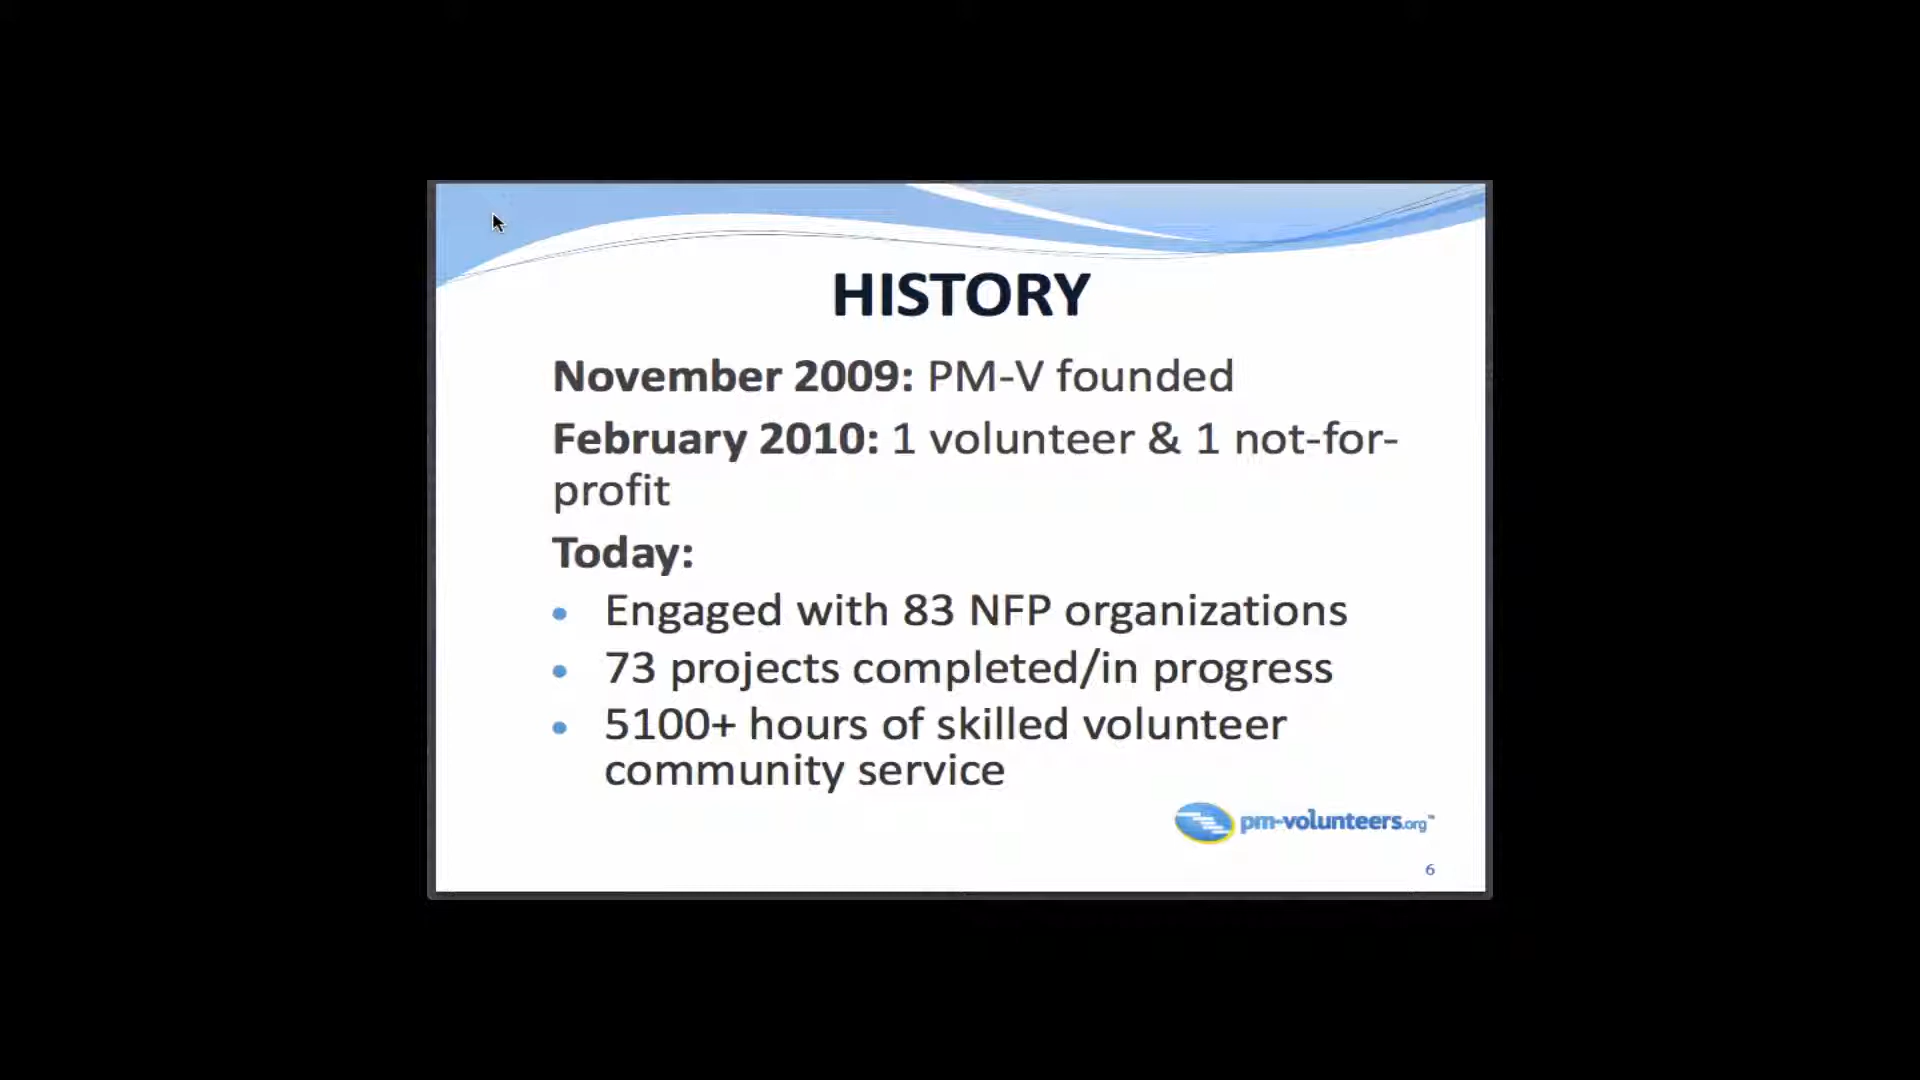 HISTORY
November 2009: PM-V founded
February 2010: 1 volunteer & 1 not-for-
profit
Today:
• Engaged with 83 NFP organizations
• 73 projects completed/in progress
• 5100+ hours of skilled volunteer
community service
pm-volunteers.org™
6